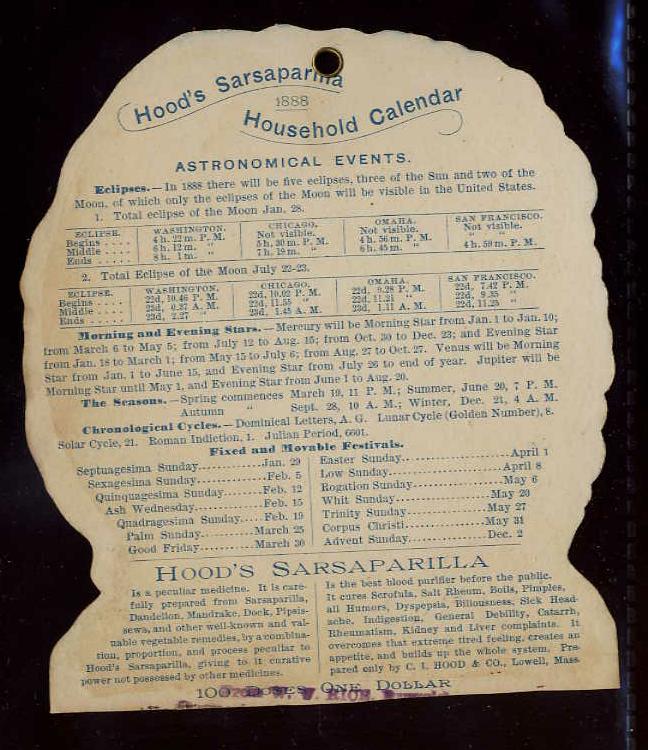 Hood's Sarsaparilla
1888
Household Calendar
ASTRONOMICAL EVENTS.
Eclipses.—In 1888 there will be five eclipses, three of the Sun and two of the
Moon, of which only the eclipses of the Moon will be visible in the United States.
1. Total eclipse of the Moon Jan. 28.
ECLIPSE. WASHINGTON. CHICAGO. OMAHA. SAN FRANCISCO.
Begins .... 4 h. 22 m. P. M. Not visible. Not visible. Not visible.
Middle .... 6 h. 12 m. " 5 h. 30 m. P. M. 4 h. 56 m. P. M. " "
Ends .... 8 h. 1 m. " 7 h. 19 m. " 6 h. 45 m. " 4 h. 59 m. P. M.
2. Total Eclipse of the Moon July 22-23.
ECLIPSE. WASHINGTON. CHICAGO. OMAHA. SAN FRANCISCO.
Begins .... 22d, 10.46 P. M. 22d, 10.02 P. M. 22d, 9.28 P. M. 22d, 7.42 P. M.
Middle .... 23d, 0.37 A. M. 22d, 11.55 " 22d, 11.21 " 22d, 9.35 "
Ends .... 23d, 2.27 " 23d, 1.45 A. M. 23d, 1.11 A. M. 22d, 11.25 "
Morning and Evening Stars.—Mercury will be Morning Star from Jan. 1 to Jan. 10;
from March 6 to May 5; from July 12 to Aug. 15; from Oct. 30 to Dec. 23; and Evening Star
from Jan. 18 to March 1; from May 15 to July 6; from Aug. 27 to Oct. 27. Venus will be Morning
Star from Jan. 1 to June 15, and Evening Star from July 26 to end of year. Jupiter will be
Morning Star until May 1, and Evening Star from June 1 to Aug. 20.
The Seasons.—Spring commences March 19, 11 P. M.; Summer, June 20, 7 P. M.
Autumn " Sept. 28, 10 A. M.; Winter, Dec. 21, 4 A. M.
Chronological Cycles.—Dominical Letters, A. G. Lunar Cycle (Golden Number), 8.
Solar Cycle, 21. Roman Indiction, 1. Julian Period, 6601.
Fixed and Movable Festivals.
Septuagesima Sunday..........Jan. 29
Sexagesima Sunday..........Feb. 5
Quinquagesima Sunday.......Feb. 12
Ash Wednesday..........Feb. 15
Quadragesima Sunday.....Feb. 19
Palm Sunday..........March 25
Good Friday..........March 30
Easter Sunday..........April 1
Low Sunday..........April 8
Rogation Sunday..........May 6
Whit Sunday..........May 20
Trinity Sunday..........May 27
Corpus Christi..........May 31
Advent Sunday..........Dec. 2
HOOD'S SARSAPARILLA
Is a peculiar medicine. It is care-
fully prepared from Sarsaparilla,
Dandelion, Mandrake, Dock, Pipsis-
sewa, and other well-known and val-
uable vegetable remedies, by a combina-
tion, proportion, and process peculiar to
Hood's Sarsaparilla, giving to it curative
power not possessed by other medicines.
Is the best blood purifier before the public.
It cures Scrofula, Salt Rheum, Boils, Pimples,
all Humors, Dyspepsia, Biliousness, Sick Head-
ache, Indigestion, General Debility, Catarrh,
Rheumatism, Kidney and Liver complaints. It
overcomes that extreme tired feeling, creates an
appetite, and builds up the whole system. Pre-
pared only by C. I. HOOD & CO., Lowell, Mass.
100 DOSES ONE DOLLAR